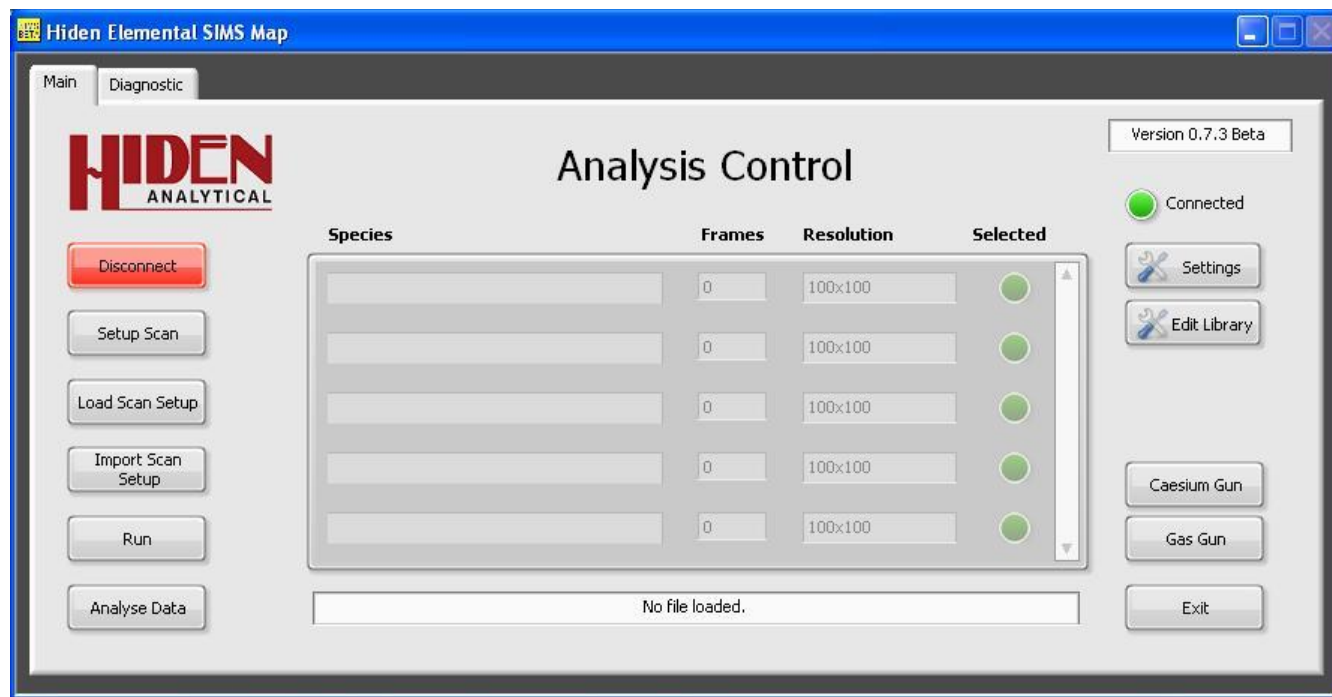 Hiden Elemental SIMS Map
Main Diagnostic
HIDEN
ANALYTICAL
Analysis Control
Version 0.7.3 Beta
Connected
Species Frames Resolution Selected
Disconnect
Settings
0 100x100
Setup Scan
Edit Library
0 100x100
Load Scan Setup
0 100x100
Import Scan
Setup
0 100x100
Caesium Gun
Run
0 100x100
Gas Gun
Analyse Data
No file loaded.
Exit